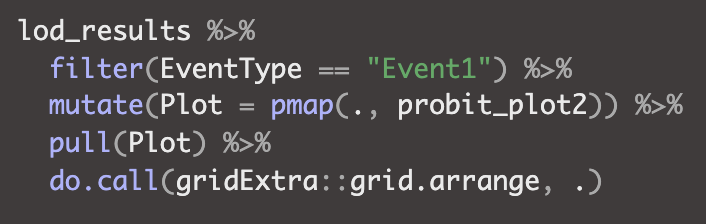 lod_results %>%
  filter(EventType == "Event1") %>%
  mutate(Plot = pmap(., probit_plot2)) %>%
  pull(Plot) %>%
  do.call(gridExtra::grid.arrange, .)